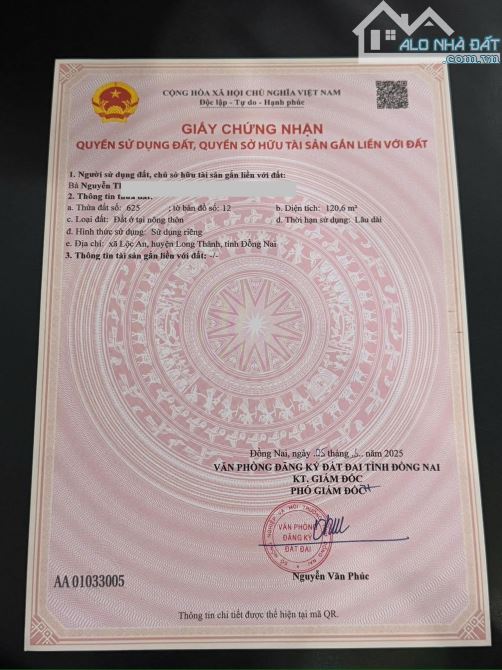 ALO NHÀ ĐẤT
.com.vn
CỘNG HÒA XÃ HỘI CHỦ NGHĨA VIỆT NAM
Độc lập - Tự do - Hạnh phúc
GIẤY CHỨNG NHẬN
QUYỀN SỬ DỤNG ĐẤT, QUYỀN SỞ HỮU TÀI SẢN GẮN LIỀN VỚI ĐẤT
1. Người sử dụng đất, chủ sở hữu tài sản gắn liền với đất:
Bà Nguyễn
2. Thông tin thửa đất:
a. Thửa đất số: 625 ; tờ bản đồ số: 12 b. Diện tích: 120,6 m²
c. Loại đất: Đất ở tại nông thôn d. Thời hạn sử dụng: Lâu dài
đ. Hình thức sử dụng: Sử dụng riêng
e. Địa chỉ: xã Lộc An, huyện Long Thành, tỉnh Đồng Nai
3. Thông tin tài sản gắn liền với đất: -/-
Đồng Nai, ngày tháng năm 2025
VĂN PHÒNG ĐĂNG KÝ ĐẤT ĐAI TỈNH ĐỒNG NAI
KT. GIÁM ĐỐC
PHÓ GIÁM ĐỐC
VĂN PHÒNG
ĐĂNG KÝ
ĐẤT ĐAI
Nguyễn Văn Phúc
AA 01033005
Thông tin chi tiết được thể hiện tại mã QR.